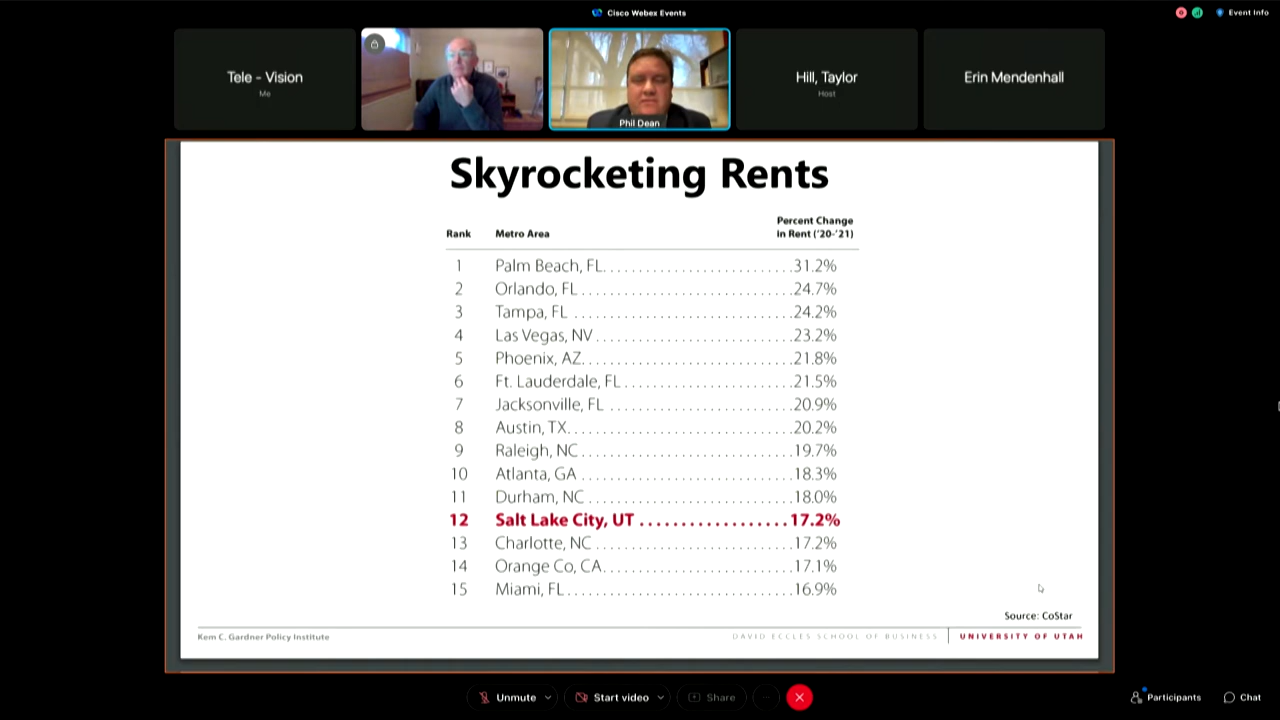 Cisco Webex Events
Event Info
Tele - Vision
Me
Phil Dean
Hill, Taylor
Host
Erin Mendenhall
Skyrocketing Rents
Rank Metro Area Percent Change in Rent ('20-'21)
1 Palm Beach, FL 31.2%
2 Orlando, FL 24.7%
3 Tampa, FL 24.2%
4 Las Vegas, NV 23.2%
5 Phoenix, AZ 21.8%
6 Ft. Lauderdale, FL 21.5%
7 Jacksonville, FL 20.9%
8 Austin, TX 20.2%
9 Raleigh, NC 19.7%
10 Atlanta, GA 18.3%
11 Durham, NC 18.0%
12 Salt Lake City, UT 17.2%
13 Charlotte, NC 17.2%
14 Orange Co, CA 17.1%
15 Miami, FL 16.9%
Source: CoStar
Kem C. Gardner Policy Institute
DAVID ECCLES SCHOOL OF BUSINESS | UNIVERSITY OF UTAH
Unmute
Start video
Share
Participants
Chat